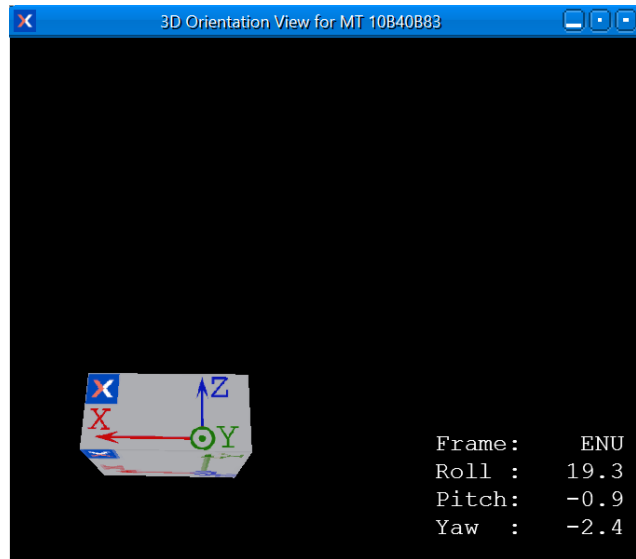 3D Orientation View for MT 10B40B83
Z
X
Y
Frame: ENU
Roll : 19.3
Pitch: -0.9
Yaw : -2.4